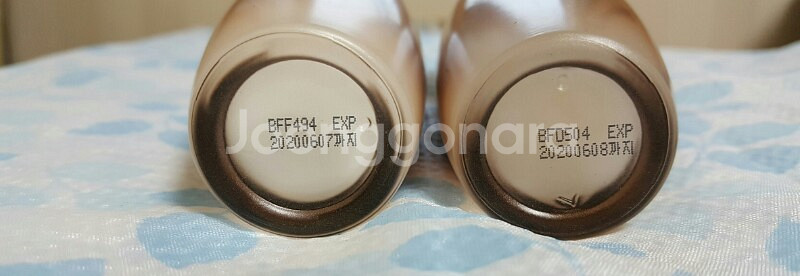 BFF494 EXP
20200607까지
BFD504 EXP
20200608까지
Joonggonara